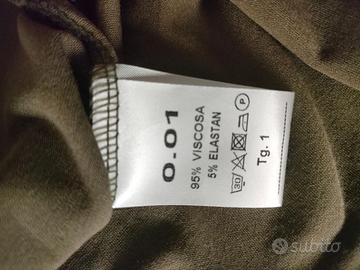 0.01
95% VISCOSA
5% ELASTAN
30 P
Tg. 1
subito